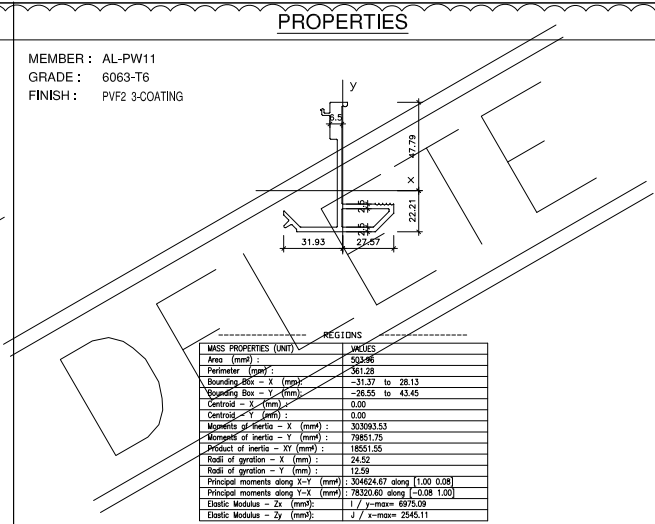 PROPERTIES
MEMBER : AL-PW11
GRADE : 6063-T6
FINISH : PVF2 3-COATING
y
6.5
47.79
x
22.21
2.5
2.5
31.93
27.57
DELETE
REGIONS
MASS PROPERTIES (UNIT) VALUES
Area (mm²) : 503.96
Perimeter (mm) : 361.28
Bounding Box - X (mm): -31.37 to 28.13
Bounding Box - Y (mm): -26.55 to 43.45
Centroid - X (mm) : 0.00
Centroid - Y (mm) : 0.00
Moments of inertia - X (mm⁴) : 303093.53
Moments of inertia - Y (mm⁴) : 79851.75
Product of inertia - XY (mm⁴) : 18551.55
Radii of gyration - X (mm) : 24.52
Radii of gyration - Y (mm) : 12.59
Principal moments along X-Y (mm⁴) : 304624.67 along [1.00 0.08]
Principal moments along Y-X (mm⁴) : 78320.60 along [-0.08 1.00]
Elastic Modulus - Zx (mm³): I / y-max= 6975.09
Elastic Modulus - Zy (mm³): J / x-max= 2545.11